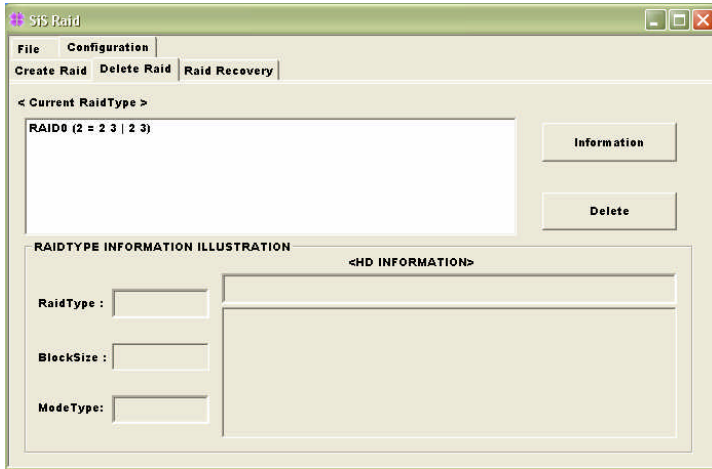 SiS Raid
File Configuration
Create Raid Delete Raid Raid Recovery
< Current RaidType >
RAID0 (2 = 2 3 | 2 3)
Information
Delete
RAIDTYPE INFORMATION ILLUSTRATION
<HD INFORMATION>
RaidType :
BlockSize :
ModeType: